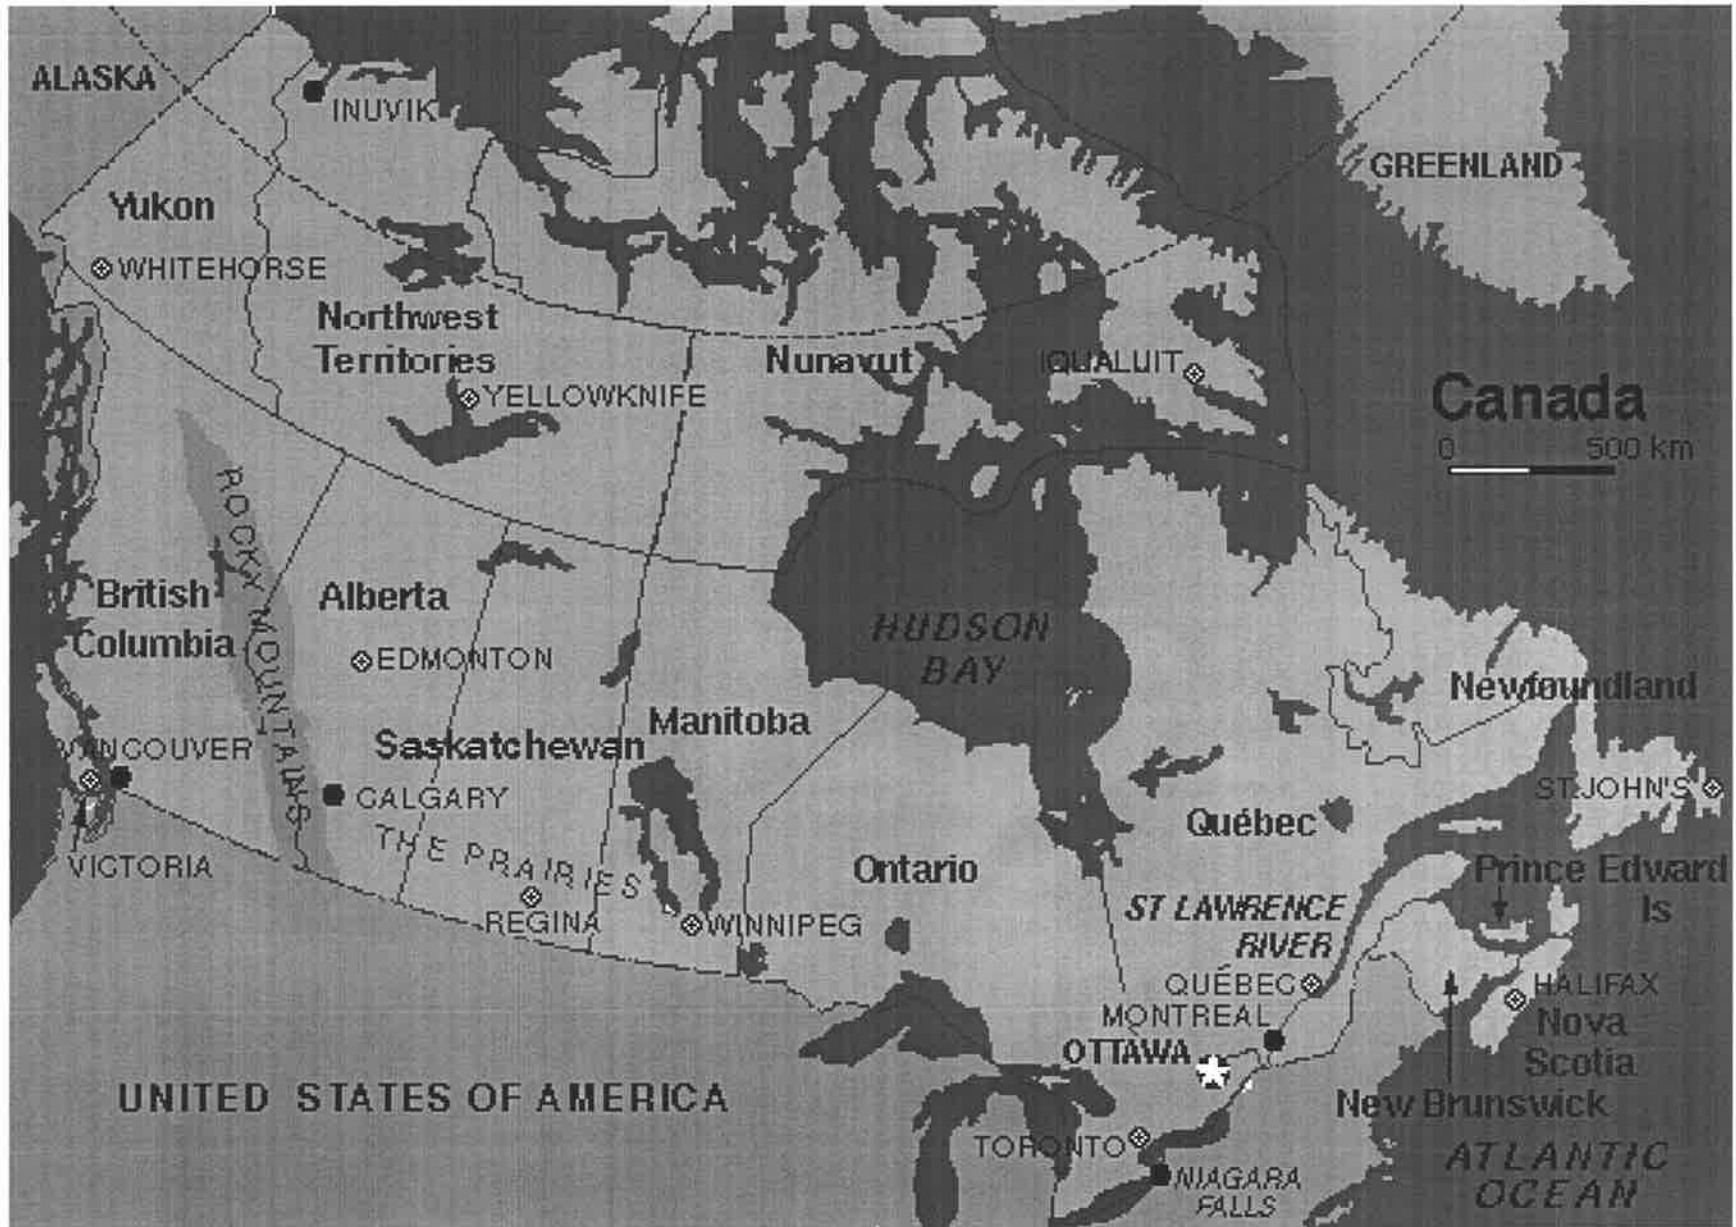 ALASKA
INUVIK
GREENLAND
Yukon
WHITEHORSE
Northwest
Territories
Nunavut
IQUALUIT
YELLOWKNIFE
Canada
0 500 km
ROCKY MOUNTAINS
British
Columbia
Alberta
HUDSON
BAY
EDMONTON
Newfoundland
Manitoba
Saskatchewan
VANCOUVER
CALGARY
ST.JOHN'S
Québec
THE PRAIRIES
VICTORIA
Ontario
Prince Edward
Is
ST LAWRENCE
RIVER
REGINA
WINNIPEG
QUÉBEC
HALIFAX
MONTREAL
Nova
Scotia
OTTAWA
UNITED STATES OF AMERICA
New Brunswick
TORONTO
ATLANTIC
OCEAN
NIAGARA
FALLS